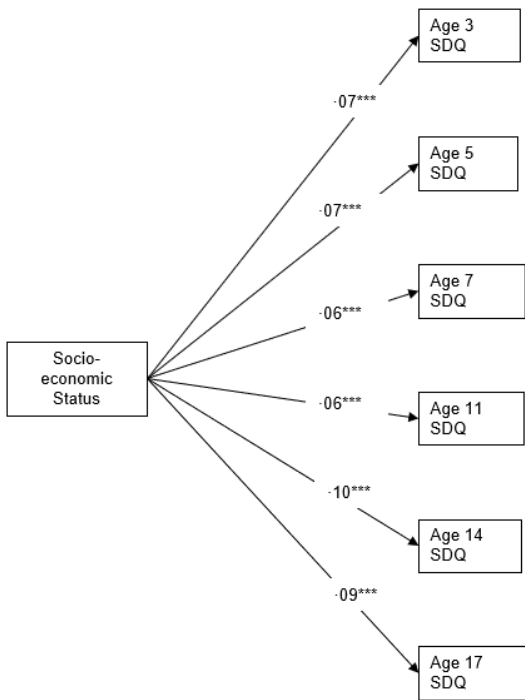 Age 3
SDQ
·07***
Age 5
SDQ
·07***
Age 7
SDQ
·06***
Socio-
economic
Status
·06***
Age 11
SDQ
·10***
Age 14
SDQ
·09***
Age 17
SDQ